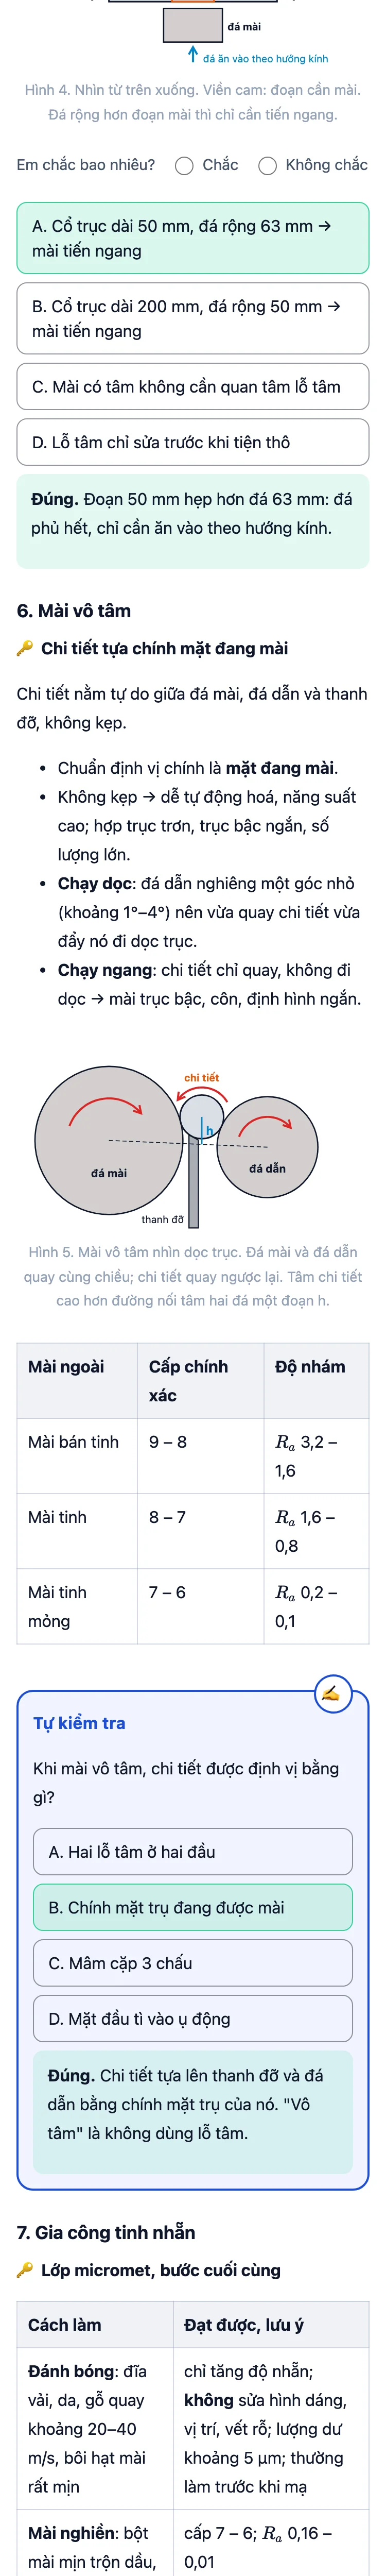 đá mài
đá ăn vào theo hướng kính
Hình 4. Nhìn từ trên xuống. Viền cam: đoạn cần mài.
Đá rộng hơn đoạn mài thì chỉ cần tiến ngang.
Em chắc bao nhiêu? Chắc Không chắc
A. Cổ trục dài 50 mm, đá rộng 63 mm →
mài tiến ngang
B. Cổ trục dài 200 mm, đá rộng 50 mm →
mài tiến ngang
C. Mài có tâm không cần quan tâm lỗ tâm
D. Lỗ tâm chỉ sửa trước khi tiện thô
Đúng. Đoạn 50 mm hẹp hơn đá 63 mm: đá
phủ hết, chỉ cần ăn vào theo hướng kính.
6. Mài vô tâm
🔑 Chi tiết tựa chính mặt đang mài
Chi tiết nằm tự do giữa đá mài, đá dẫn và thanh
đỡ, không kẹp.
• Chuẩn định vị chính là mặt đang mài.
• Không kẹp → dễ tự động hoá, năng suất
cao; hợp trục trơn, trục bậc ngắn, số
lượng lớn.
• Chạy dọc: đá dẫn nghiêng một góc nhỏ
(khoảng 1°–4°) nên vừa quay chi tiết vừa
đẩy nó đi dọc trục.
• Chạy ngang: chi tiết chỉ quay, không đi
dọc → mài trục bậc, côn, định hình ngắn.
chi tiết
h
đá mài
đá dẫn
thanh đỡ
Hình 5. Mài vô tâm nhìn dọc trục. Đá mài và đá dẫn
quay cùng chiều; chi tiết quay ngược lại. Tâm chi tiết
cao hơn đường nối tâm hai đá một đoạn h.
Mài ngoài Cấp chính Độ nhám
xác
Mài bán tinh 9 – 8 Rₐ 3,2 –
1,6
Mài tinh 8 – 7 Rₐ 1,6 –
0,8
Mài tinh 7 – 6 Rₐ 0,2 –
mỏng 0,1
✍️
Tự kiểm tra
Khi mài vô tâm, chi tiết được định vị bằng
gì?
A. Hai lỗ tâm ở hai đầu
B. Chính mặt trụ đang được mài
C. Mâm cặp 3 chấu
D. Mặt đầu tì vào ụ động
Đúng. Chi tiết tựa lên thanh đỡ và đá
dẫn bằng chính mặt trụ của nó. "Vô
tâm" là không dùng lỗ tâm.
7. Gia công tinh nhẵn
🔑 Lớp micromet, bước cuối cùng
Cách làm Đạt được, lưu ý
Đánh bóng: đĩa chỉ tăng độ nhẵn;
vải, da, gỗ quay không sửa hình dáng,
khoảng 20–40 vị trí, vết rỗ; lượng dư
m/s, bôi hạt mài khoảng 5 µm; thường
rất mịn làm trước khi mạ
Mài nghiền: bột cấp 7 – 6; Rₐ 0,16 –
mài mịn trộn dầu, 0,01